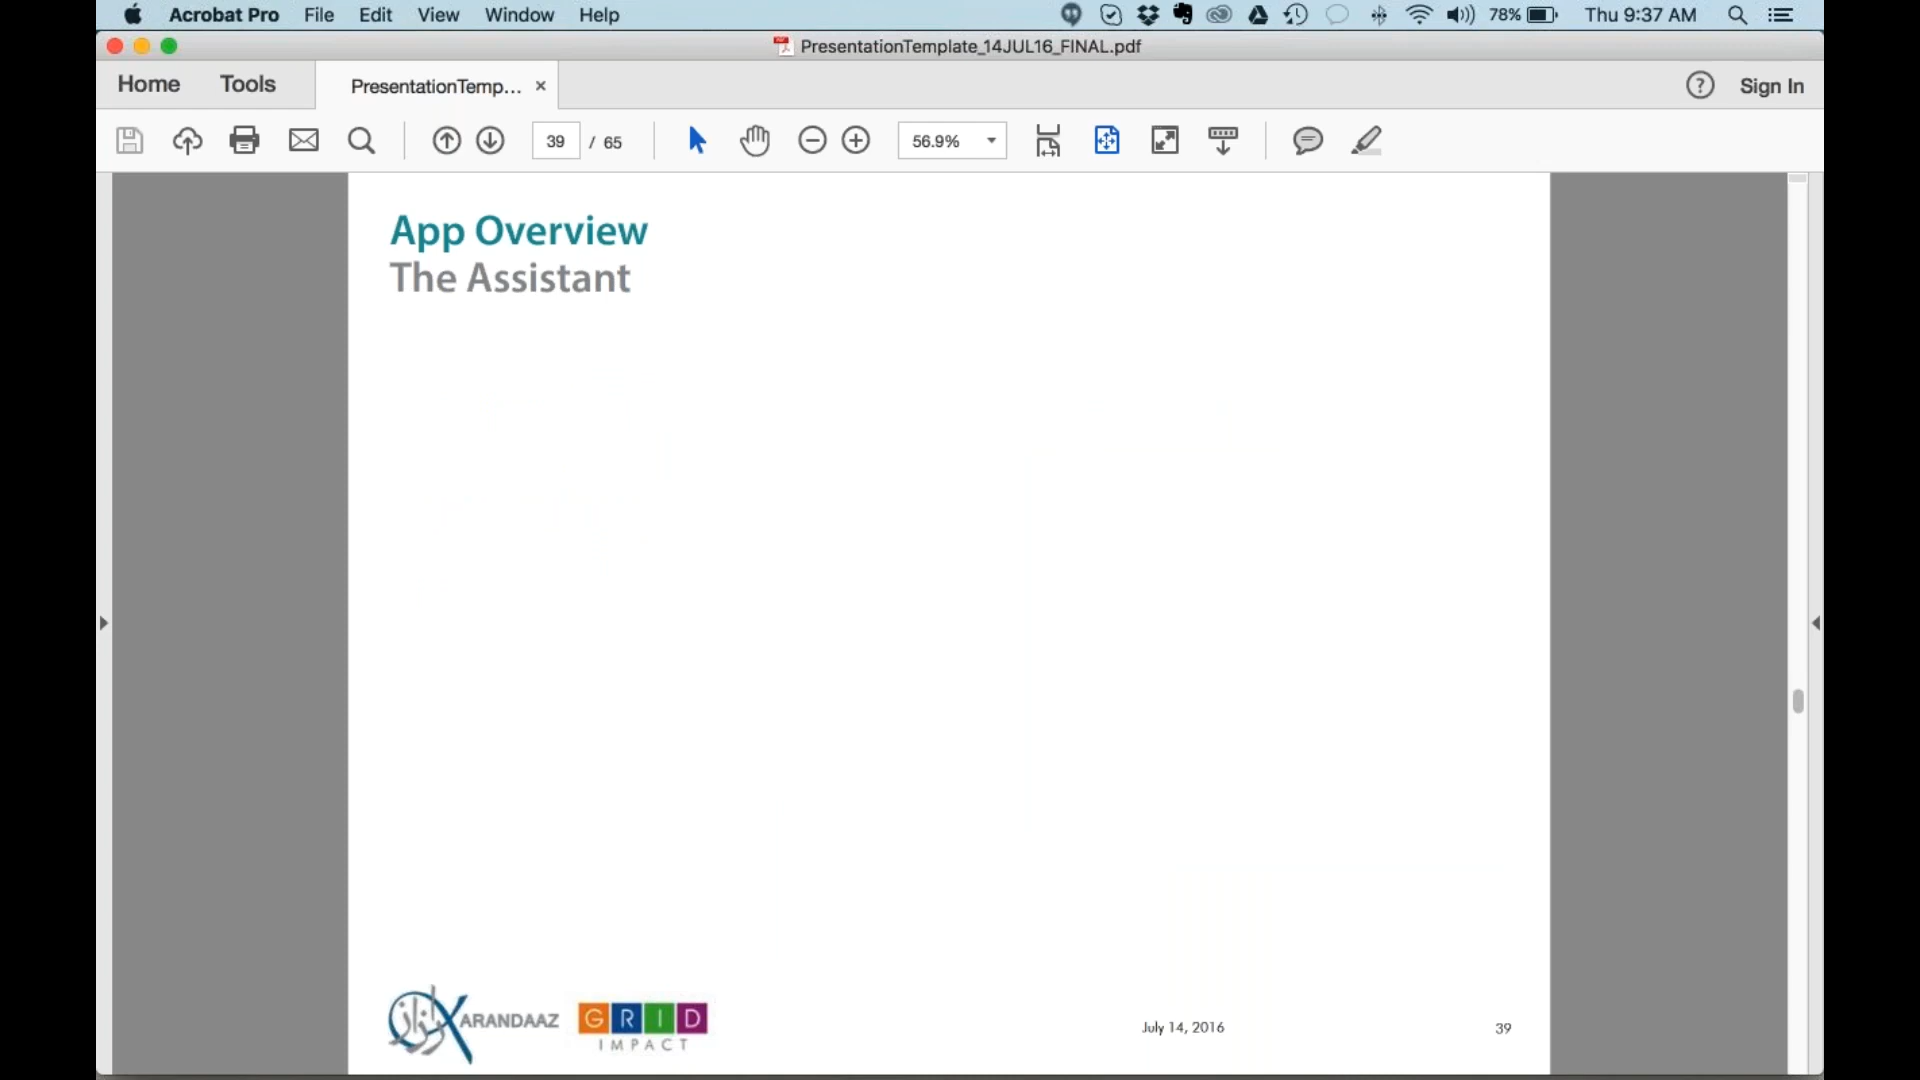 Acrobat Pro File Edit View Window Help 78% Thu 9:37 AM
PresentationTemplate_14JUL16_FINAL.pdf
Home Tools PresentationTemp... × ? Sign In
39 / 65 56.9%
App Overview
The Assistant
ARANDAAZ GRID
IMPACT
July 14, 2016 39